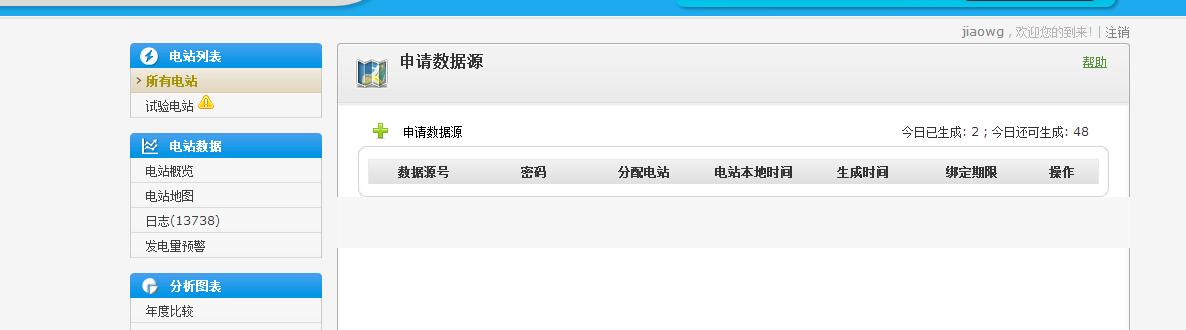 jiaowg , 欢迎您的到来! | 注销
电站列表
> 所有电站
试验电站
电站数据
电站概览
电站地图
日志(13738)
发电量预警
分析图表
年度比较
申请数据源
帮助
申请数据源
今日已生成: 2 ; 今日还可生成: 48
数据源号 密码 分配电站 电站本地时间 生成时间 绑定期限 操作